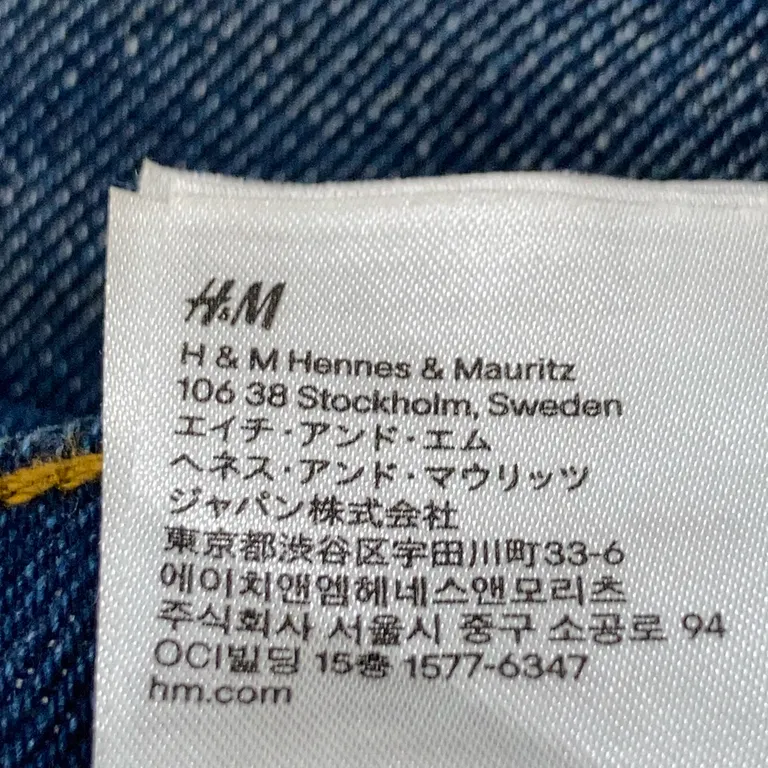 H&M
H & M Hennes & Mauritz
106 38 Stockholm, Sweden
エイチ・アンド・エム
ヘネス・アンド・マウリッツ
ジャパン株式会社
東京都渋谷区宇田川町33-6
에이치앤엠헤네스앤모리츠
주식회사 서울시 중구 소공로 94
OCI빌딩 15층 1577-6347
hm.com